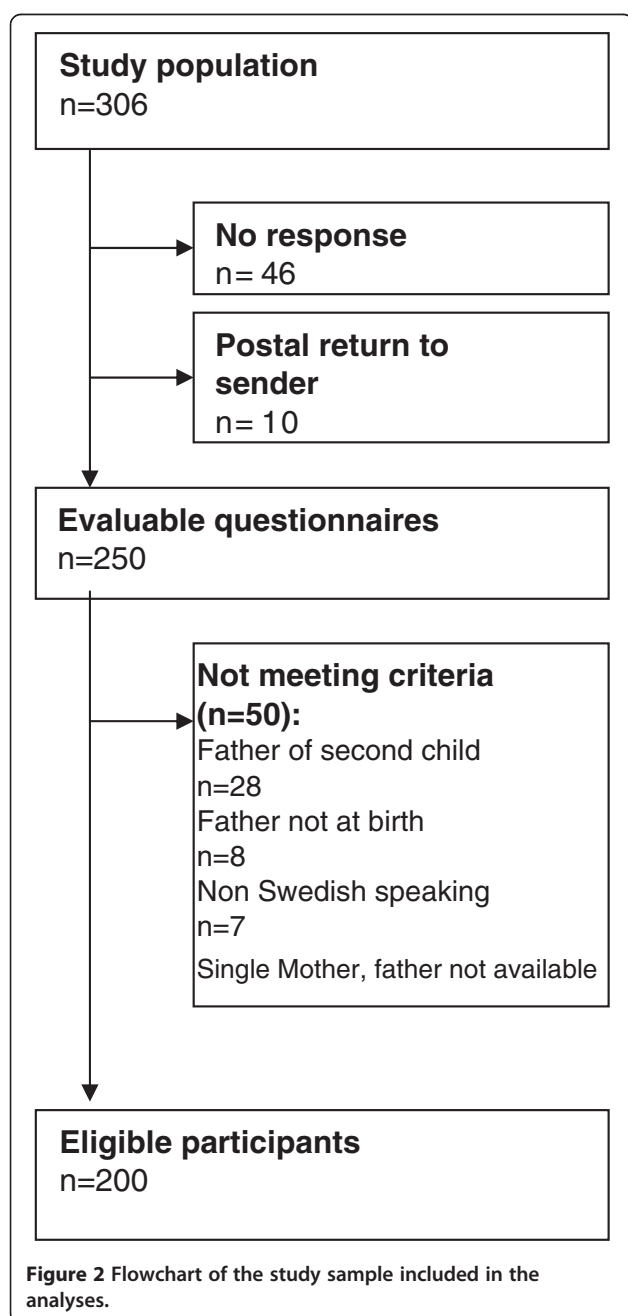 Study population
n=306
No response
n= 46
Postal return to
sender
n= 10
Evaluable questionnaires
n=250
Not meeting criteria
(n=50):
Father of second child
n=28
Father not at birth
n=8
Non Swedish speaking
n=7
Single Mother, father not available
Eligible participants
n=200
Figure 2 Flowchart of the study sample included in the
analyses.